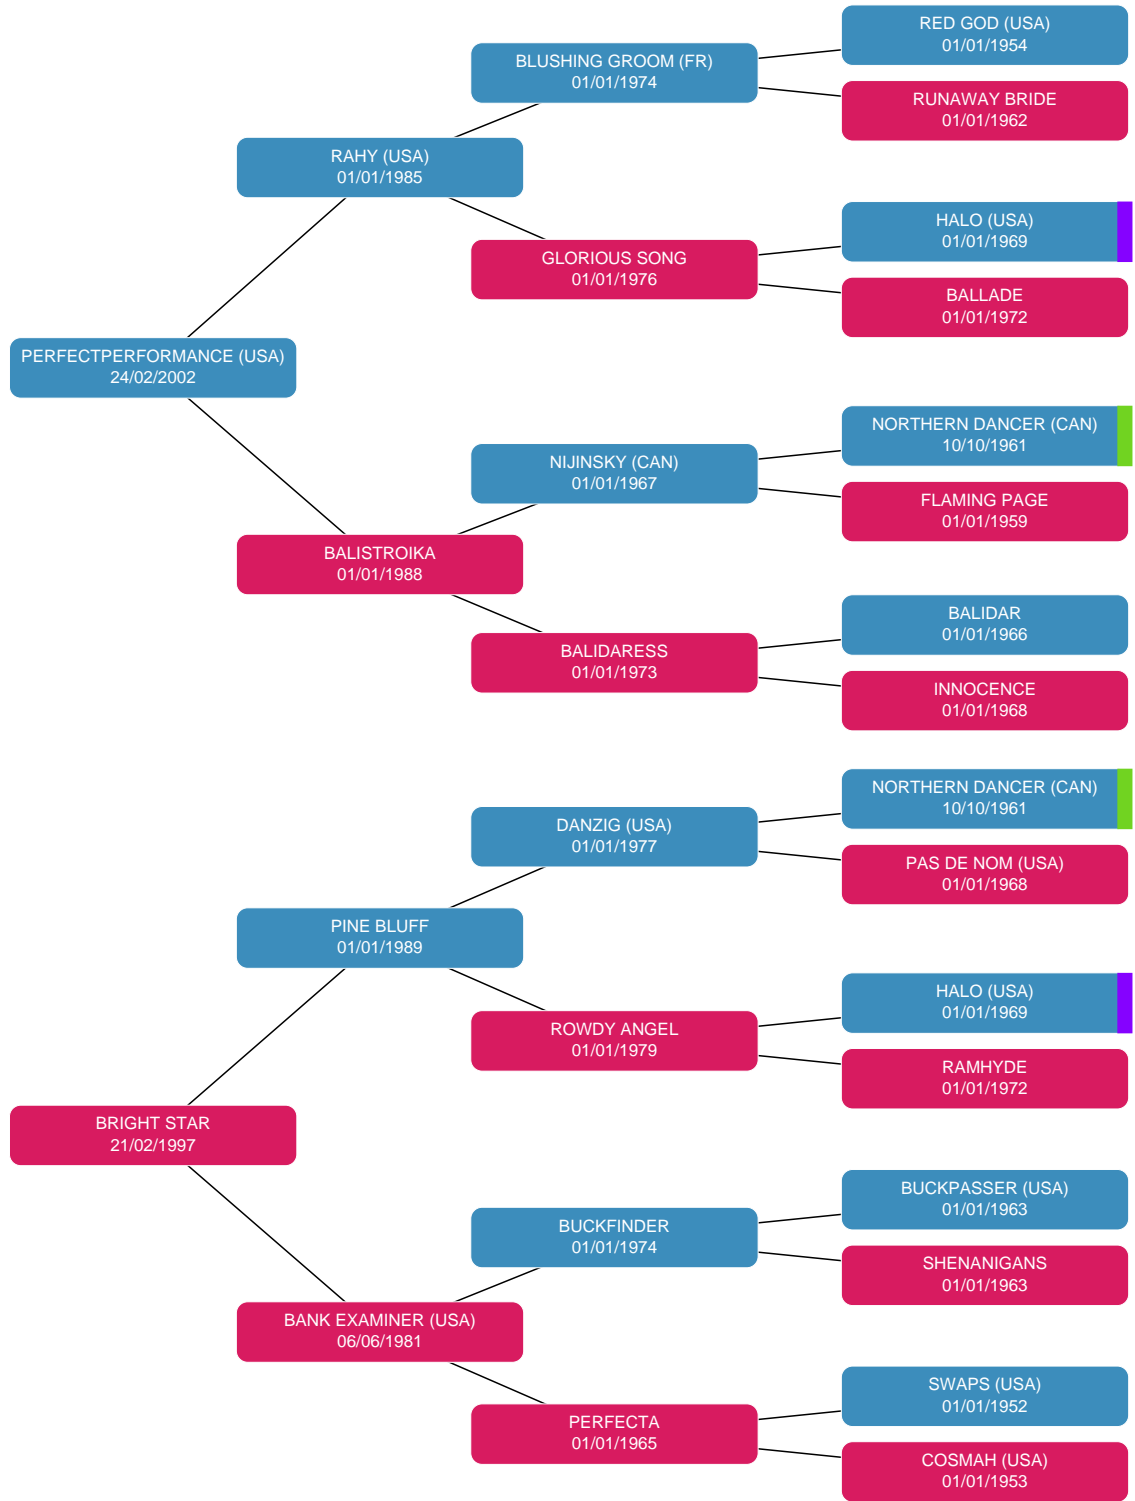 RED GOD (USA)
01/01/1954
BLUSHING GROOM (FR)
01/01/1974
RUNAWAY BRIDE
01/01/1962
RAHY (USA)
01/01/1985
HALO (USA)
01/01/1969
GLORIOUS SONG
01/01/1976
BALLADE
01/01/1972
PERFECTPERFORMANCE (USA)
24/02/2002
NORTHERN DANCER (CAN)
10/10/1961
NIJINSKY (CAN)
01/01/1967
FLAMING PAGE
01/01/1959
BALISTROIKA
01/01/1988
BALIDAR
01/01/1966
BALIDARESS
01/01/1973
INNOCENCE
01/01/1968
NORTHERN DANCER (CAN)
10/10/1961
DANZIG (USA)
01/01/1977
PAS DE NOM (USA)
01/01/1968
PINE BLUFF
01/01/1989
HALO (USA)
01/01/1969
ROWDY ANGEL
01/01/1979
RAMHYDE
01/01/1972
BRIGHT STAR
21/02/1997
BUCKPASSER (USA)
01/01/1963
BUCKFINDER
01/01/1974
SHENANIGANS
01/01/1963
BANK EXAMINER (USA)
06/06/1981
SWAPS (USA)
01/01/1952
PERFECTA
01/01/1965
COSMAH (USA)
01/01/1953